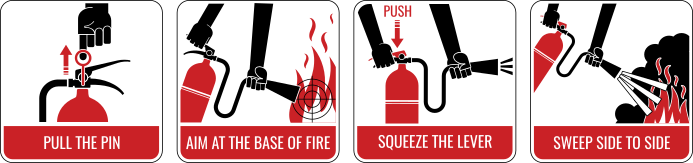 PULL THE PIN
AIM AT THE BASE OF FIRE
PUSH
SQUEEZE THE LEVER
SWEEP SIDE TO SIDE